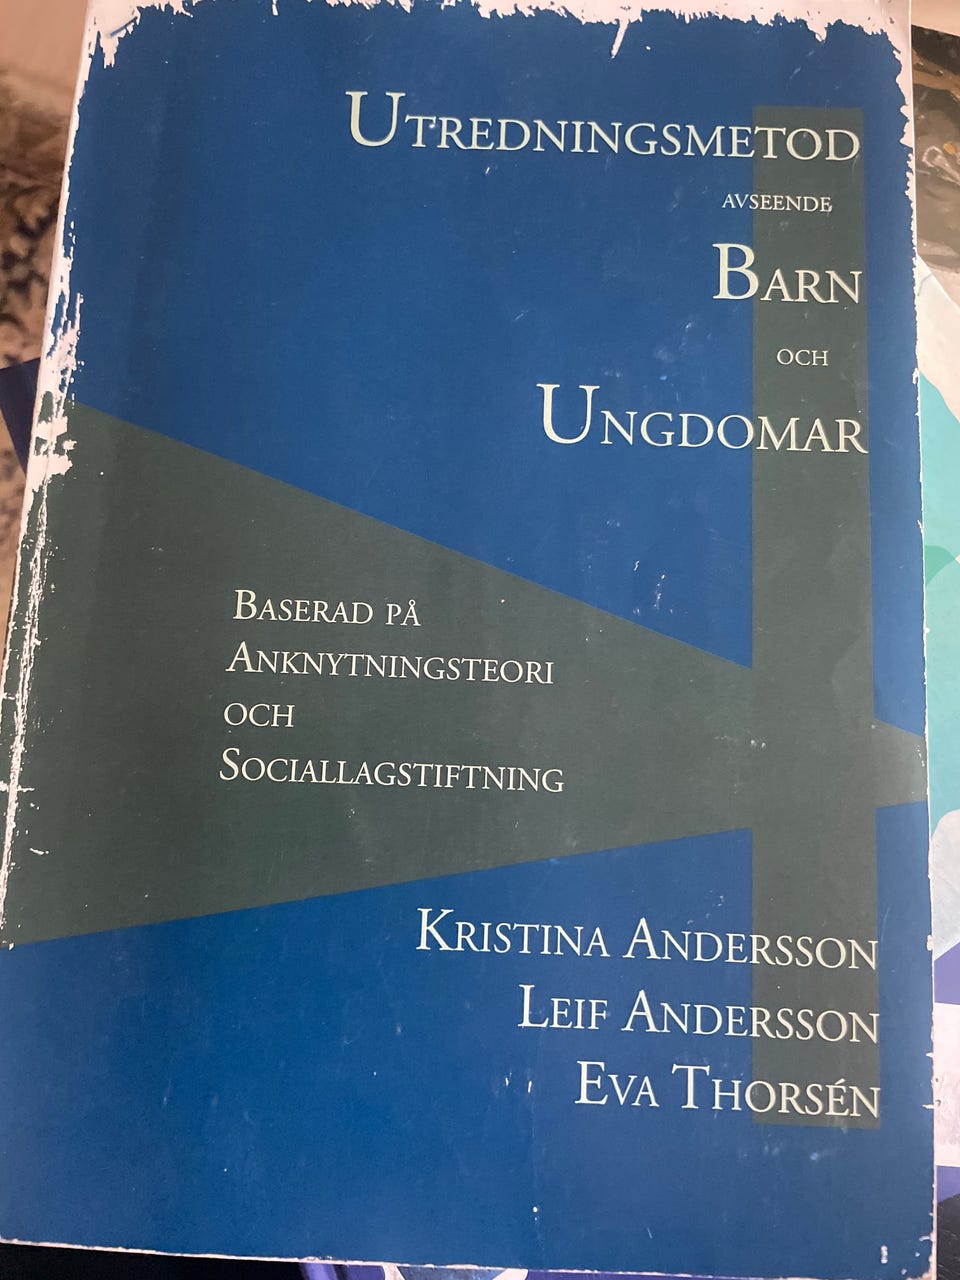 Utredningsmetod
avseende
Barn
och
Ungdomar
Baserad på
Anknytningsteori
och
Sociallagstiftning
Kristina Andersson
Leif Andersson
Eva Thorsén